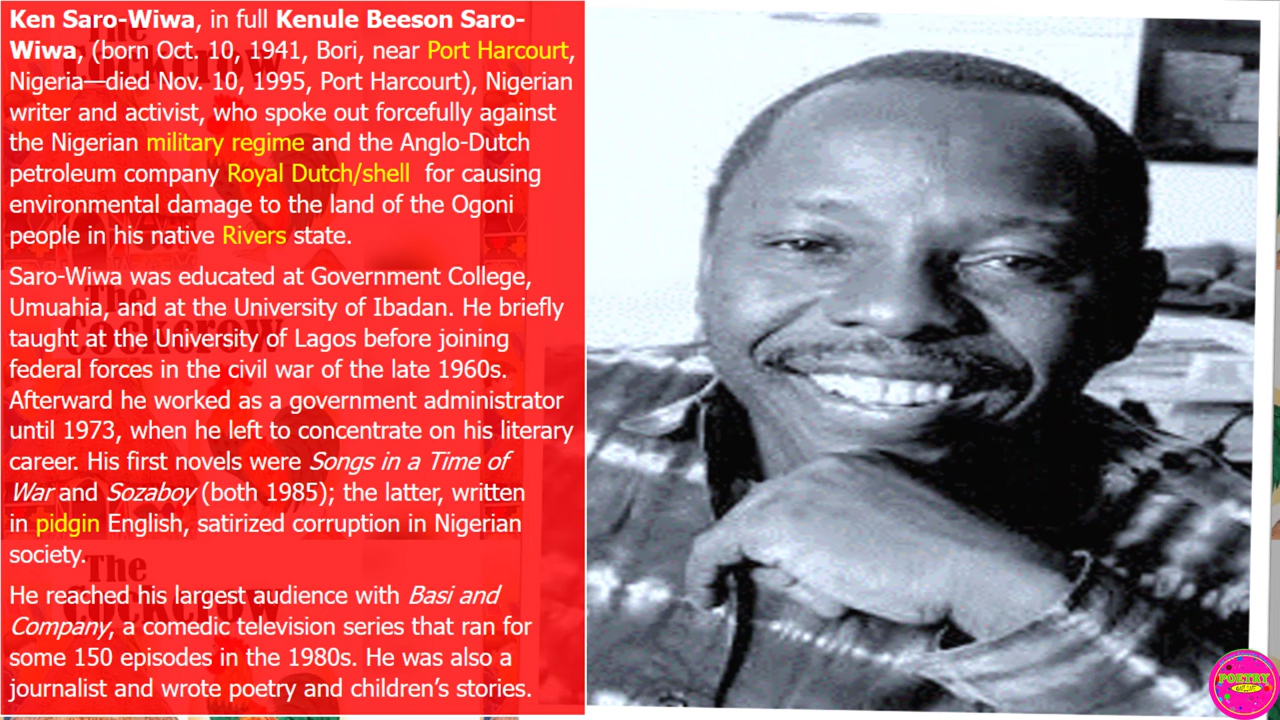 Ken Saro-Wiwa, in full Kenule Beeson Saro-
Wiwa, (born Oct. 10, 1941, Bori, near Port Harcourt,
Nigeria—died Nov. 10, 1995, Port Harcourt), Nigerian
writer and activist, who spoke out forcefully against
the Nigerian military regime and the Anglo-Dutch
petroleum company Royal Dutch/shell for causing
environmental damage to the land of the Ogoni
people in his native Rivers state.
Saro-Wiwa was educated at Government College,
Umuahia, and at the University of Ibadan. He briefly
taught at the University of Lagos before joining
federal forces in the civil war of the late 1960s.
Afterward he worked as a government administrator
until 1973, when he left to concentrate on his literary
career. His first novels were Songs in a Time of
War and Sozaboy (both 1985); the latter, written
in pidgin English, satirized corruption in Nigerian
society.
He reached his largest audience with Basi and
Company, a comedic television series that ran for
some 150 episodes in the 1980s. He was also a
journalist and wrote poetry and children’s stories.
The
Cockcrow
The
Cockcrow
The
Cockcrow
POETRY
ONLINE